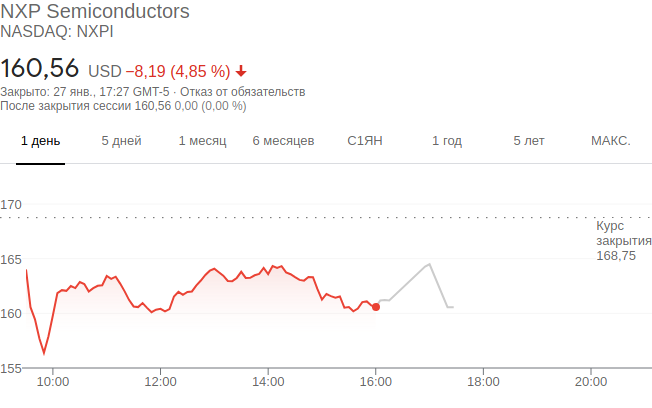 NXP Semiconductors
NASDAQ: NXPI
160,56 USD −8,19 (4,85 %)
Закрыто: 27 янв., 17:27 GMT-5 · Отказ от обязательств
После закрытия сессии 160,56 0,00 (0,00 %)
1 день 5 дней 1 месяц 6 месяцев С1ЯН 1 год 5 лет МАКС.
170
Курс
закрытия
168,75
165
160
155
10:00 12:00 14:00 16:00 18:00 20:00